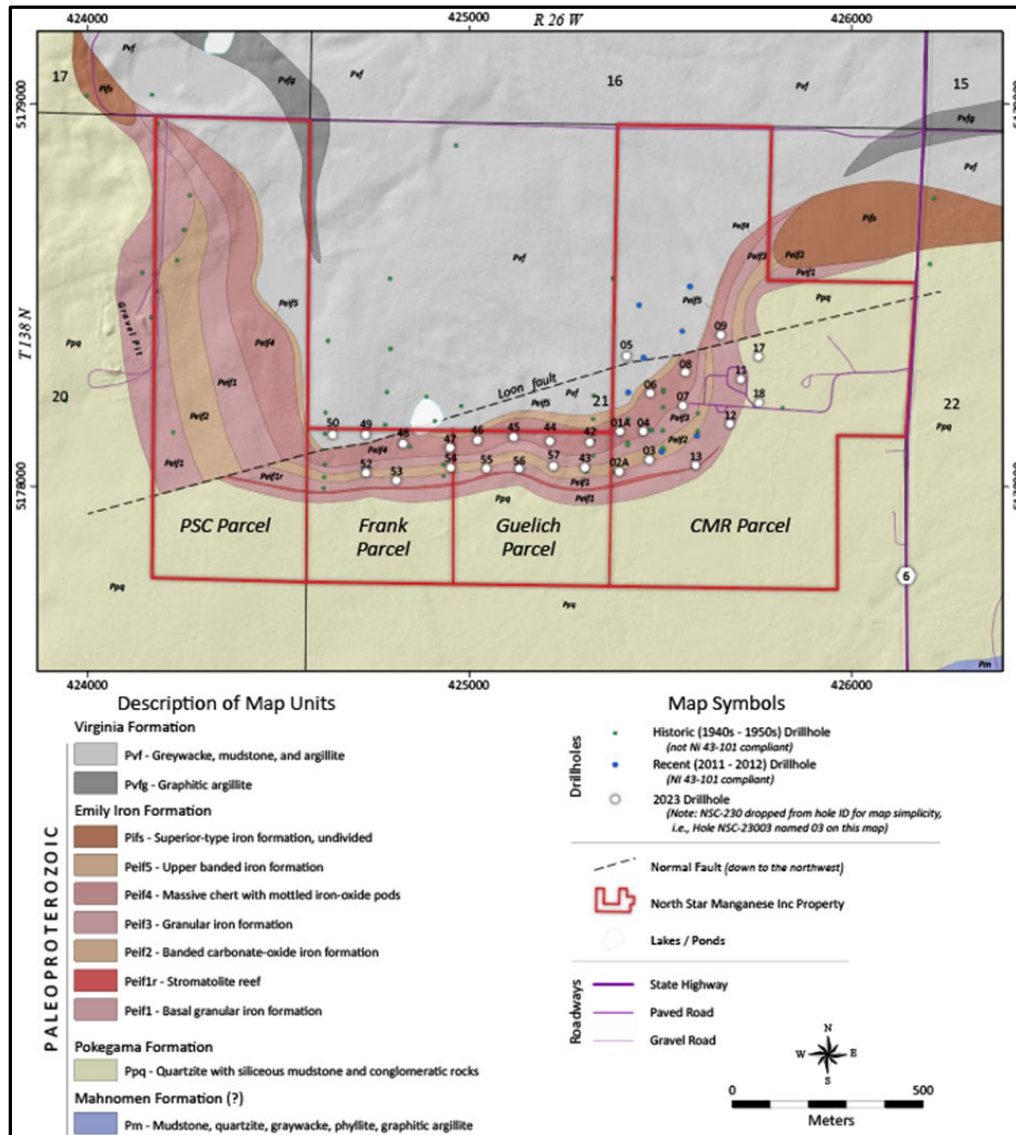 424000 425000 426000
R 26 W
17 Pvf Pvfg Pvf 16 Pvf 15
Pifs
5179000
Pvfg
Pvf
Pifs
Peif4
Peif3 Peif2
Peif1
Ppq
Pvf
Peif5
Peif5
T 138 N
Gravel Pit
Ppq
Peif4
Loon fault
05 09 17
08 11
06 07 18
20 Peif1 Pvf 21 22
Peif5
Peif3
Ppq
Peif2
50 49 48 47 46 45 44 42 01A 04 12
Peif4
Peif2
Peif1 Peif1r 52 53 54 55 56 57 43 02A 03 13
Peif1
Ppq Peif1
5178000
PSC Parcel
Frank
Parcel
Guelich
Parcel
CMR Parcel
Ppq Ppq
6
Pm
424000 425000 426000
Description of Map Units
PALEOPROTEROZOIC
Virginia Formation
Pvf - Greywacke, mudstone, and argillite
Pvfg - Graphitic argillite
Emily Iron Formation
Pifs - Superior-type iron formation, undivided
Peif5 - Upper banded iron formation
Peif4 - Massive chert with mottled iron-oxide pods
Peif3 - Granular iron formation
Peif2 - Banded carbonate-oxide iron formation
Peif1r - Stromatolite reef
Peif1 - Basal granular iron formation
Pokegama Formation
Ppq - Quartzite with siliceous mudstone and conglomeratic rocks
Mahnomen Formation (?)
Pm - Mudstone, quartzite, graywacke, phyllite, graphitic argillite
Map Symbols
Drillholes
Historic (1940s - 1950s) Drillhole
(not Ni 43-101 compliant)
Recent (2011 - 2012) Drillhole
(NI 43-101 compliant)
2023 Drillhole
(Note: NSC-230 dropped from hole ID for map simplicity,
i.e., Hole NSC-23003 named 03 on this map)
Normal Fault (down to the northwest)
North Star Manganese Inc Property
Lakes / Ponds
Roadways
State Highway
Paved Road
Gravel Road
N
W E
S
0 500
Meters